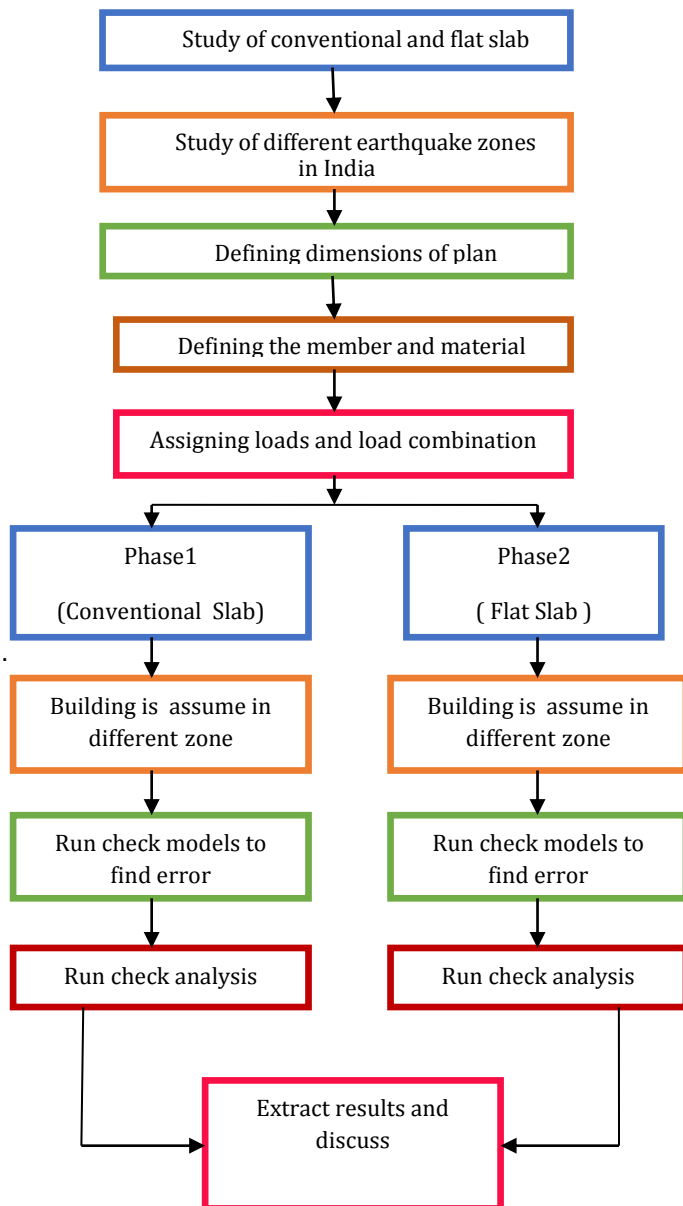 Study of conventional and flat slab
Study of different earthquake zones
in India
Defining dimensions of plan
Defining the member and material
Assigning loads and load combination
Phase1
(Conventional Slab)
Phase2
( Flat Slab )
.
Building is assume in
different zone
Building is assume in
different zone
Run check models to
find error
Run check models to
find error
Run check analysis
Run check analysis
Extract results and
discuss